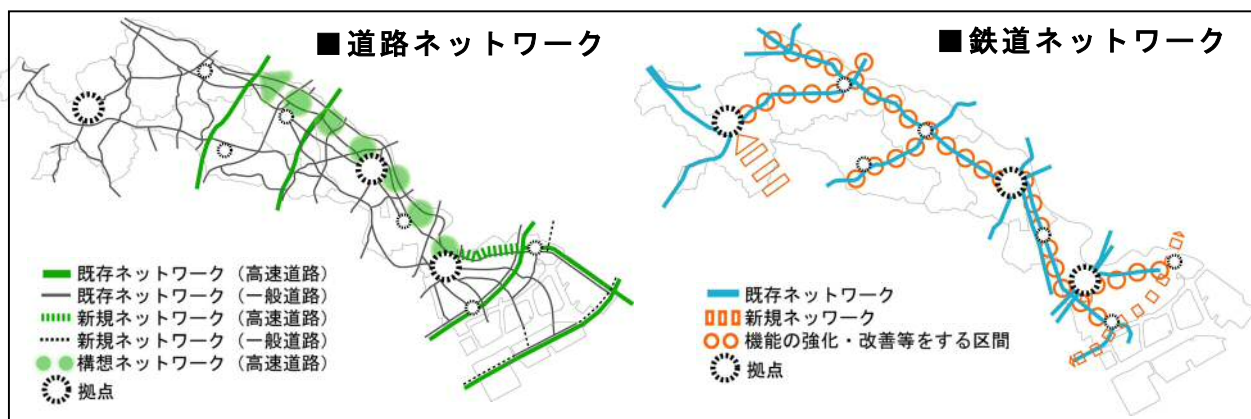 ■道路ネットワーク
既存ネットワーク（高速道路）
既存ネットワーク（一般道路）
新規ネットワーク（高速道路）
新規ネットワーク（一般道路）
構想ネットワーク（高速道路）
拠点
■鉄道ネットワーク
既存ネットワーク
新規ネッワーク
機能の強化・改善等をする区間
拠点